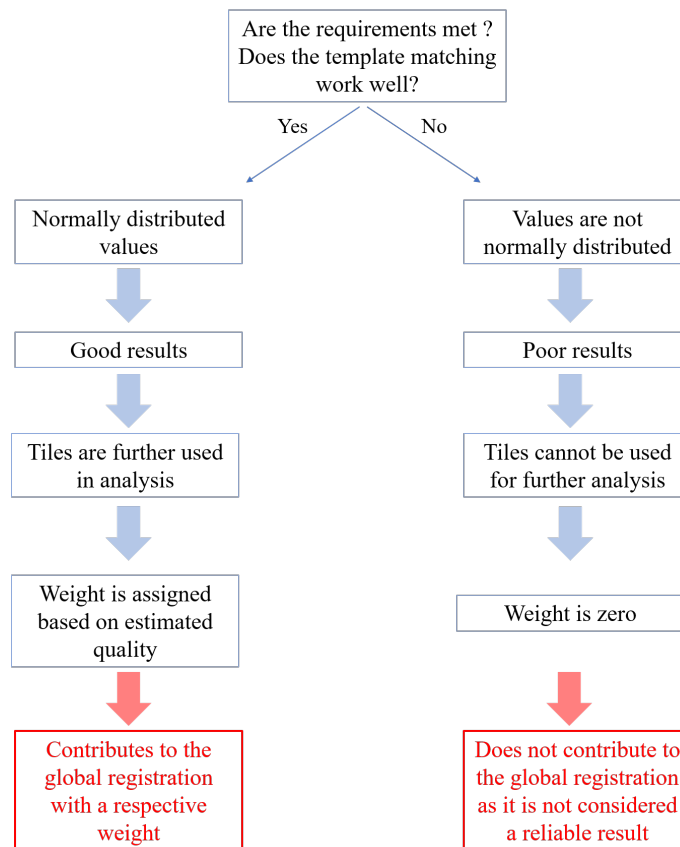 Are the requirements met ?
Does the template matching
work well?
Yes
No
Normally distributed
values
Values are not
normally distributed
Good results
Poor results
Tiles are further used
in analysis
Tiles cannot be used
for further analysis
Weight is assigned
based on estimated
quality
Weight is zero
Contributes to the
global registration
with a respective
weight
Does not contribute to
the global registration
as it is not considered
a reliable result